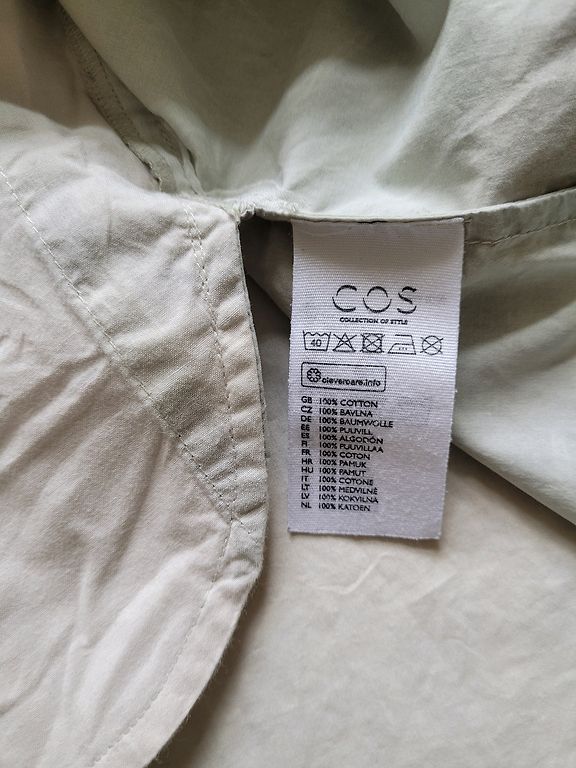 COS
COLLECTION OF STYLE
40
clevercare.info
GB 100% COTTON
CZ 100% BAVLNA
DE 100% BAUMWOLLE
EE 100% PUUVILL
ES 100% ALGODÓN
FI 100% PUUVILLAA
FR 100% COTON
HR 100% PAMUK
HU 100% PAMUT
IT 100% COTONE
LT 100% MEDVILNĖ
LV 100% KOKVILNA
NL 100% KATOEN